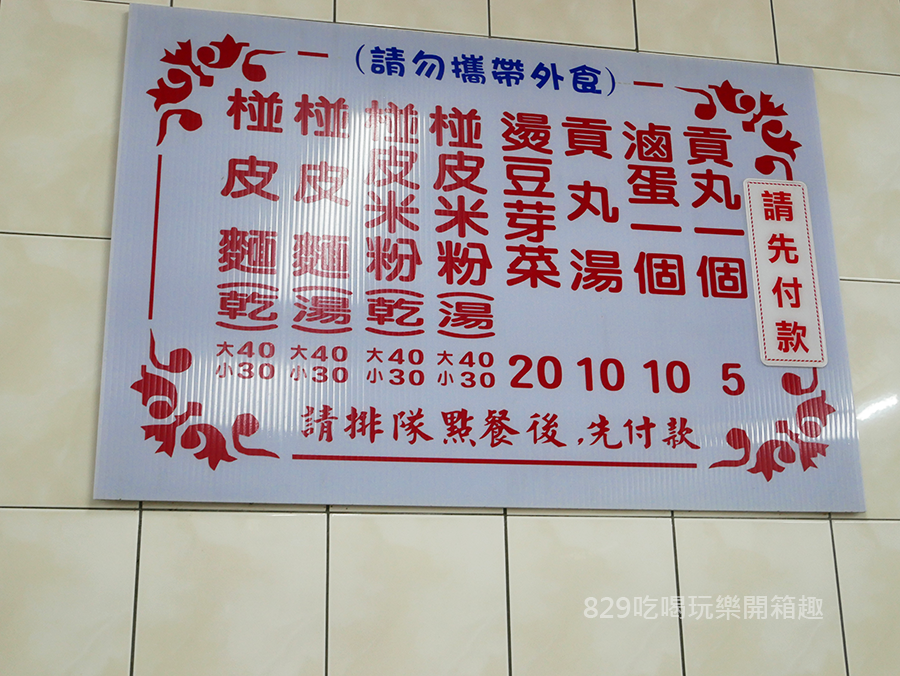 (請勿攜帶外食)
貢丸一個 5
滷蛋一個 10
貢丸湯 10
燙豆芽菜 20
椪皮米粉(湯) 大40 小30
椪皮米粉(乾) 大40 小30
椪皮麵(湯) 大40 小30
椪皮麵(乾) 大40 小30
請先付款
請排隊點餐後,先付款
829吃喝玩樂開箱趣